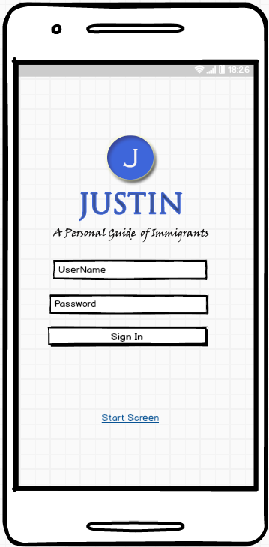 18:26
J
JUSTIN
A Personal Guide of Immigrants
UserName
Password
Sign In
Start Screen